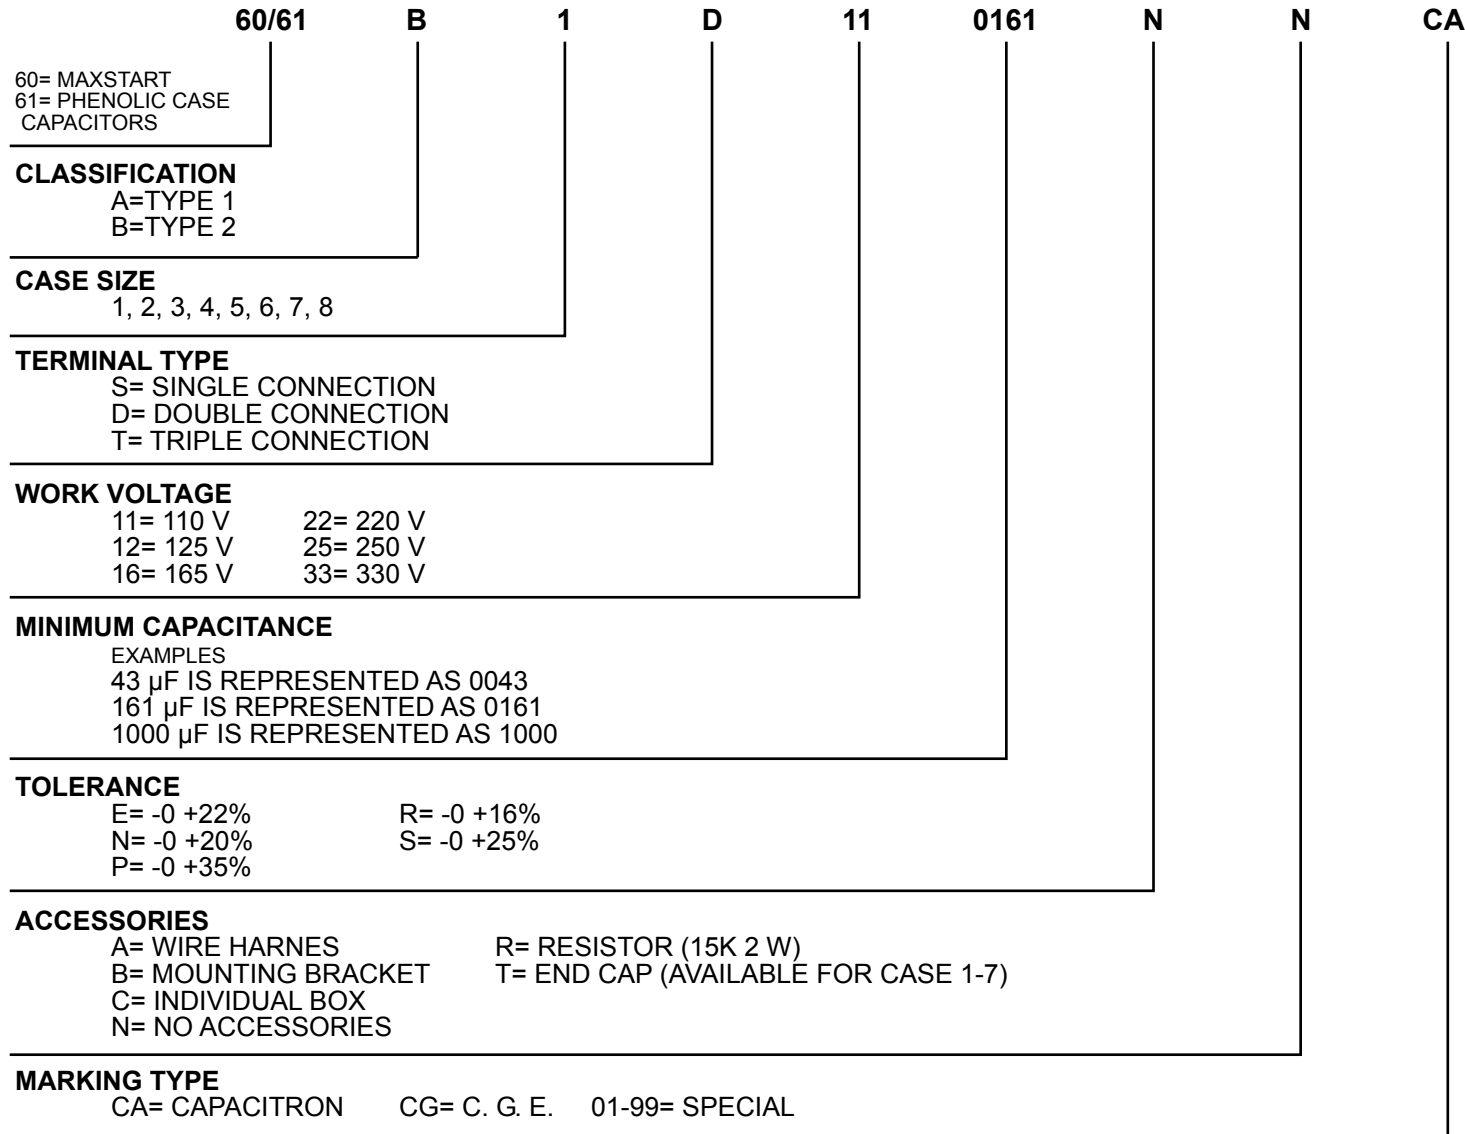 60/61 B 1 D 11 0161 N N CA
60= MAXSTART
61= PHENOLIC CASE
CAPACITORS
CLASSIFICATION
A=TYPE 1
B=TYPE 2
CASE SIZE
1, 2, 3, 4, 5, 6, 7, 8
TERMINAL TYPE
S= SINGLE CONNECTION
D= DOUBLE CONNECTION
T= TRIPLE CONNECTION
WORK VOLTAGE
11= 110 V 22= 220 V
12= 125 V 25= 250 V
16= 165 V 33= 330 V
MINIMUM CAPACITANCE
EXAMPLES
43 µF IS REPRESENTED AS 0043
161 µF IS REPRESENTED AS 0161
1000 µF IS REPRESENTED AS 1000
TOLERANCE
E= -0 +22% R= -0 +16%
N= -0 +20% S= -0 +25%
P= -0 +35%
ACCESSORIES
A= WIRE HARNES R= RESISTOR (15K 2 W)
B= MOUNTING BRACKET T= END CAP (AVAILABLE FOR CASE 1-7)
C= INDIVIDUAL BOX
N= NO ACCESSORIES
MARKING TYPE
CA= CAPACITRON CG= C. G. E. 01-99= SPECIAL